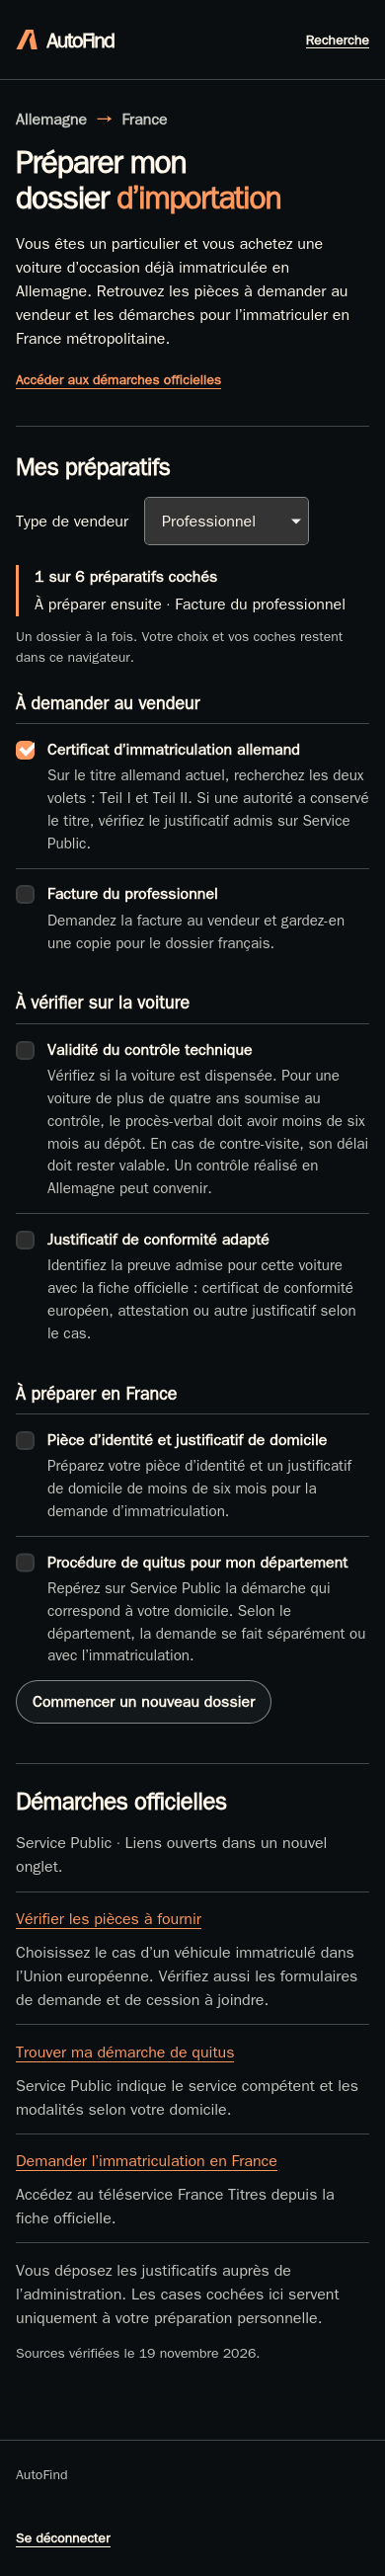 AutoFind
Recherche
Allemagne → France
Préparer mon
dossier d’importation
Vous êtes un particulier et vous achetez une
voiture d’occasion déjà immatriculée en
Allemagne. Retrouvez les pièces à demander au
vendeur et les démarches pour l’immatriculer en
France métropolitaine.
Accéder aux démarches officielles
Mes préparatifs
Type de vendeur
Professionnel
1 sur 6 préparatifs cochés
À préparer ensuite · Facture du professionnel
Un dossier à la fois. Votre choix et vos coches restent
dans ce navigateur.
À demander au vendeur
Certificat d’immatriculation allemand
Sur le titre allemand actuel, recherchez les deux
volets : Teil I et Teil II. Si une autorité a conservé
le titre, vérifiez le justificatif admis sur Service
Public.
Facture du professionnel
Demandez la facture au vendeur et gardez-en
une copie pour le dossier français.
À vérifier sur la voiture
Validité du contrôle technique
Vérifiez si la voiture est dispensée. Pour une
voiture de plus de quatre ans soumise au
contrôle, le procès-verbal doit avoir moins de six
mois au dépôt. En cas de contre-visite, son délai
doit rester valable. Un contrôle réalisé en
Allemagne peut convenir.
Justificatif de conformité adapté
Identifiez la preuve admise pour cette voiture
avec la fiche officielle : certificat de conformité
européen, attestation ou autre justificatif selon
le cas.
À préparer en France
Pièce d’identité et justificatif de domicile
Préparez votre pièce d’identité et un justificatif
de domicile de moins de six mois pour la
demande d’immatriculation.
Procédure de quitus pour mon département
Repérez sur Service Public la démarche qui
correspond à votre domicile. Selon le
département, la demande se fait séparément ou
avec l’immatriculation.
Commencer un nouveau dossier
Démarches officielles
Service Public · Liens ouverts dans un nouvel
onglet.
Vérifier les pièces à fournir
Choisissez le cas d’un véhicule immatriculé dans
l’Union européenne. Vérifiez aussi les formulaires
de demande et de cession à joindre.
Trouver ma démarche de quitus
Service Public indique le service compétent et les
modalités selon votre domicile.
Demander l’immatriculation en France
Accédez au téléservice France Titres depuis la
fiche officielle.
Vous déposez les justificatifs auprès de
l’administration. Les cases cochées ici servent
uniquement à votre préparation personnelle.
Sources vérifiées le 19 novembre 2026.
AutoFind
Se déconnecter